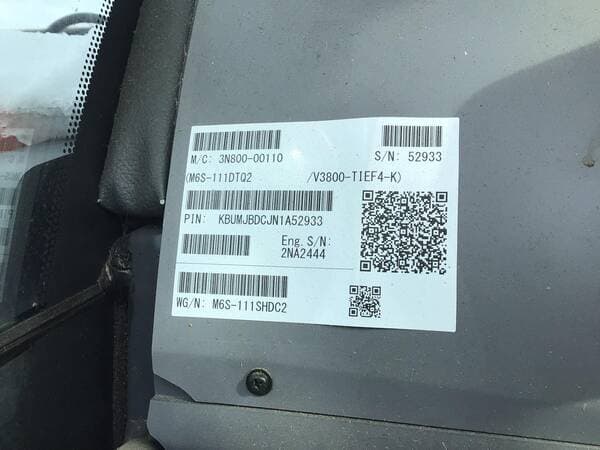 M/C: 3N800-00110 S/N: 52933
(M6S-111DTQ2 /V3800-TIEF4-K)
PIN: KBUMJBDCJN1A52933
Eng. S/N:
2NA2444
WG/N: M6S-111SHDC2